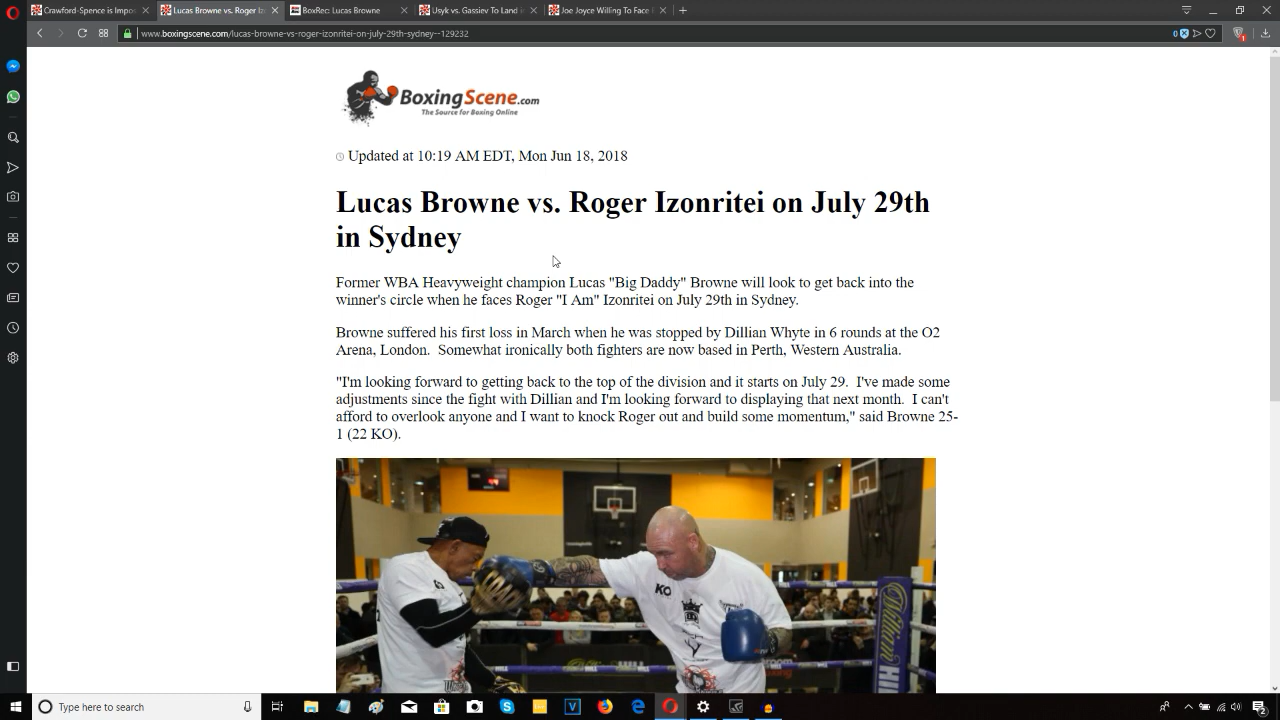 Crawford-Spence is Impos
Lucas Browne vs. Roger Iz
BoxRec: Lucas Browne
Usyk vs. Gassiev To Land i
Joe Joyce Willing To Face
www.boxingscene.com/lucas-browne-vs-roger-izonritei-on-july-29th-sydney--129232
0
1
BoxingScene.com
The Source for Boxing Online
Updated at 10:19 AM EDT, Mon Jun 18, 2018
Lucas Browne vs. Roger Izonritei on July 29th
in Sydney
Former WBA Heavyweight champion Lucas "Big Daddy" Browne will look to get back into the
winner's circle when he faces Roger "I Am" Izonritei on July 29th in Sydney.
Browne suffered his first loss in March when he was stopped by Dillian Whyte in 6 rounds at the O2
Arena, London.  Somewhat ironically both fighters are now based in Perth, Western Australia.
"I'm looking forward to getting back to the top of the division and it starts on July 29.  I've made some
adjustments since the fight with Dillian and I'm looking forward to displaying that next month.  I can't
afford to overlook anyone and I want to knock Roger out and build some momentum," said Browne 25-
1 (22 KO).
KO
Type here to search